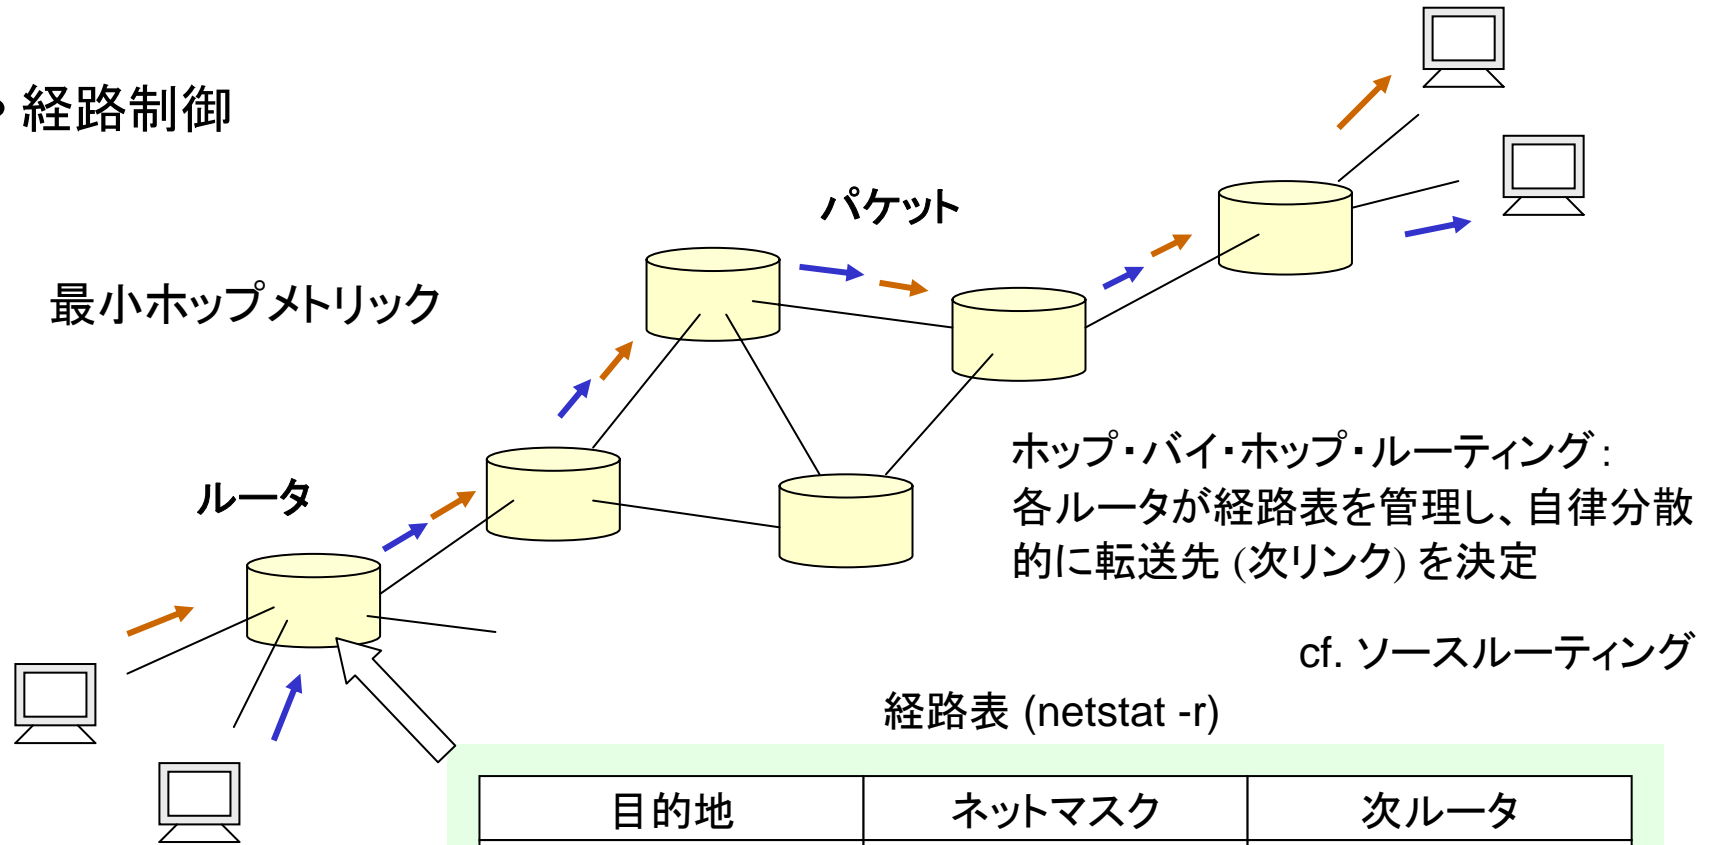 ・経路制御
パケット
最小ホップメトリック
ルータ
ホップ・バイ・ホップ・ルーティング :
各ルータが経路表を管理し、自律分散
的に転送先 (次リンク) を決定
cf. ソースルーティング
経路表 (netstat -r)
目的地 ネットマスク 次ルータ